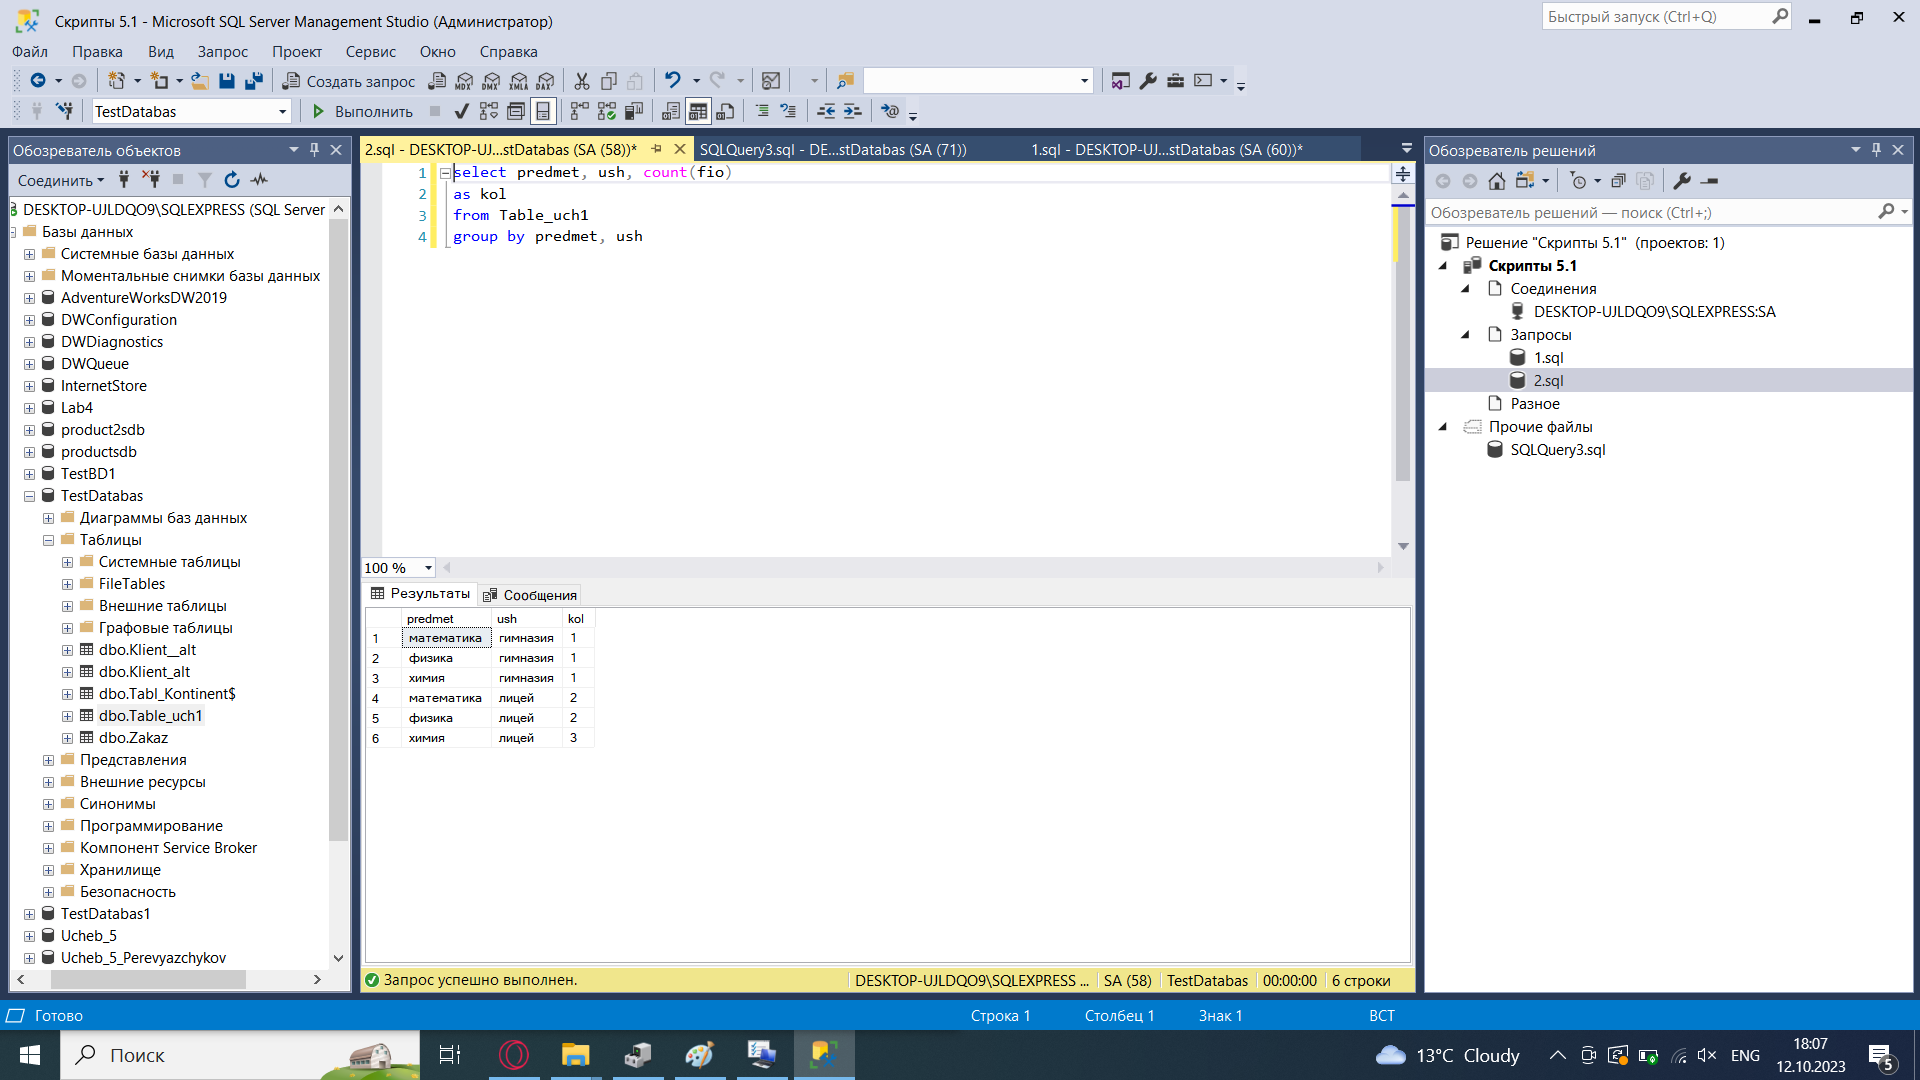 Скрипты 5.1 - Microsoft SQL Server Management Studio (Администратор)
Быстрый запуск (Ctrl+Q)
Файл Правка Вид Запрос Проект Сервис Окно Справка
Создать запрос MDX DMX XMLA DAX
TestDatabas Выполнить
Обозреватель объектов
Соединить
DESKTOP-UJLDQO9\SQLEXPRESS (SQL Server
Базы данных
Системные базы данных
Моментальные снимки базы данных
AdventureWorksDW2019
DWConfiguration
DWDiagnostics
DWQueue
InternetStore
Lab4
product2sdb
productsdb
TestBD1
TestDatabas
Диаграммы баз данных
Таблицы
Системные таблицы
FileTables
Внешние таблицы
Графовые таблицы
dbo.Klient__alt
dbo.Klient_alt
dbo.Tabl_Kontinent$
dbo.Table_uch1
dbo.Zakaz
Представления
Внешние ресурсы
Синонимы
Программирование
Компонент Service Broker
Хранилище
Безопасность
TestDatabas1
Ucheb_5
Ucheb_5_Perevyazchykov
2.sql - DESKTOP-UJ...stDatabas (SA (58))*
SQLQuery3.sql - DE...stDatabas (SA (71))
1.sql - DESKTOP-UJ...stDatabas (SA (60))*
1 select predmet, ush, count(fio)
2 as kol
3 from Table_uch1
4 group by predmet, ush
100 %
Результаты Сообщения
predmet ush kol
1 математика гимназия 1
2 физика гимназия 1
3 химия гимназия 1
4 математика лицей 2
5 физика лицей 2
6 химия лицей 3
Запрос успешно выполнен.
DESKTOP-UJLDQO9\SQLEXPRESS ... SA (58) TestDatabas 00:00:00 6 строки
Обозреватель решений
Обозреватель решений — поиск (Ctrl+;)
Решение "Скрипты 5.1" (проектов: 1)
Скрипты 5.1
Соединения
DESKTOP-UJLDQO9\SQLEXPRESS:SA
Запросы
1.sql
2.sql
Разное
Прочие файлы
SQLQuery3.sql
Готово Строка 1 Столбец 1 Знак 1 ВСТ
Поиск
13°C Cloudy
ENG
18:07
12.10.2023
5